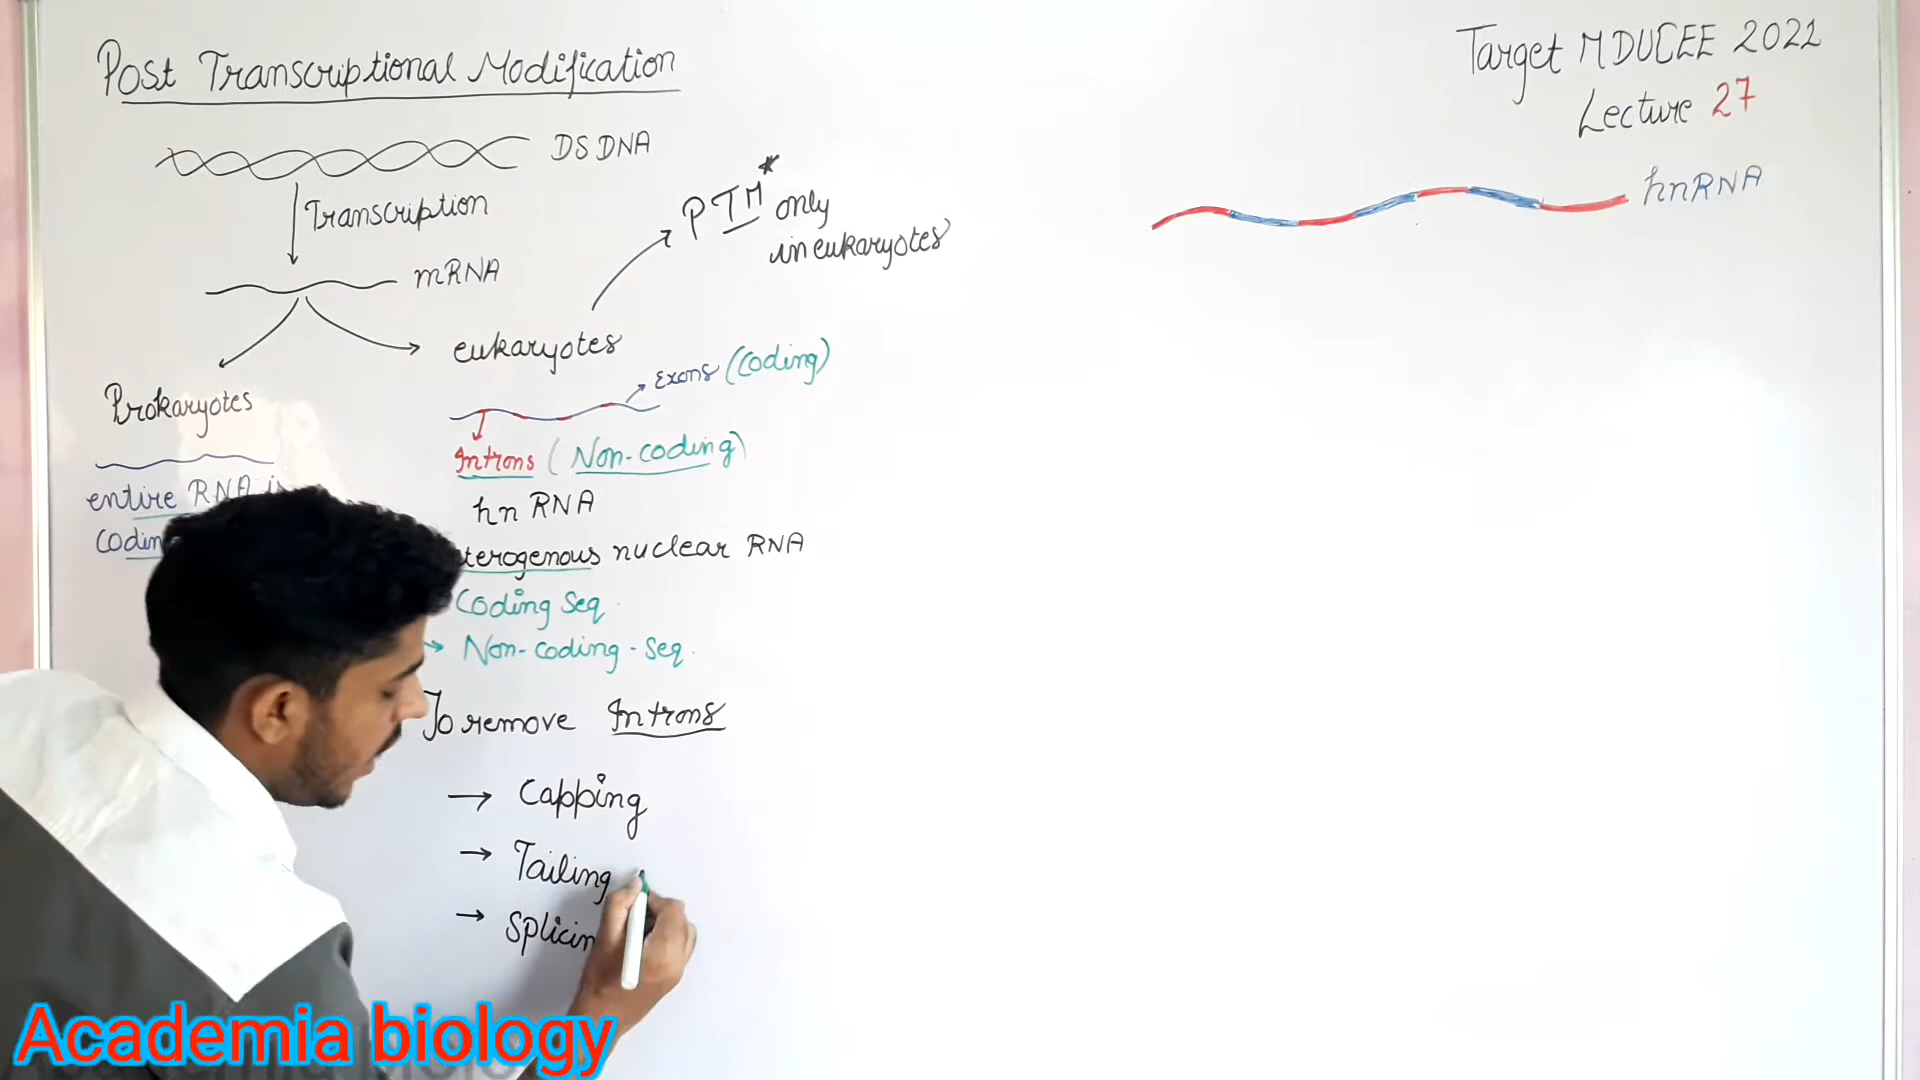 Post Transcriptional Modification
DS DNA
Transcription
mRNA
PTM* only
in eukaryotes
eukaryotes
Prokaryotes
Exons (Coding)
Introns (Non-coding)
entire RNA
hn RNA
nuclear RNA
Coding Seq.
→ Non-coding-seq.
To remove Introns
→ Capping
→ Tailing
→
Target MDUCEE 2022
Lecture 27
hnRNA
Academia biology